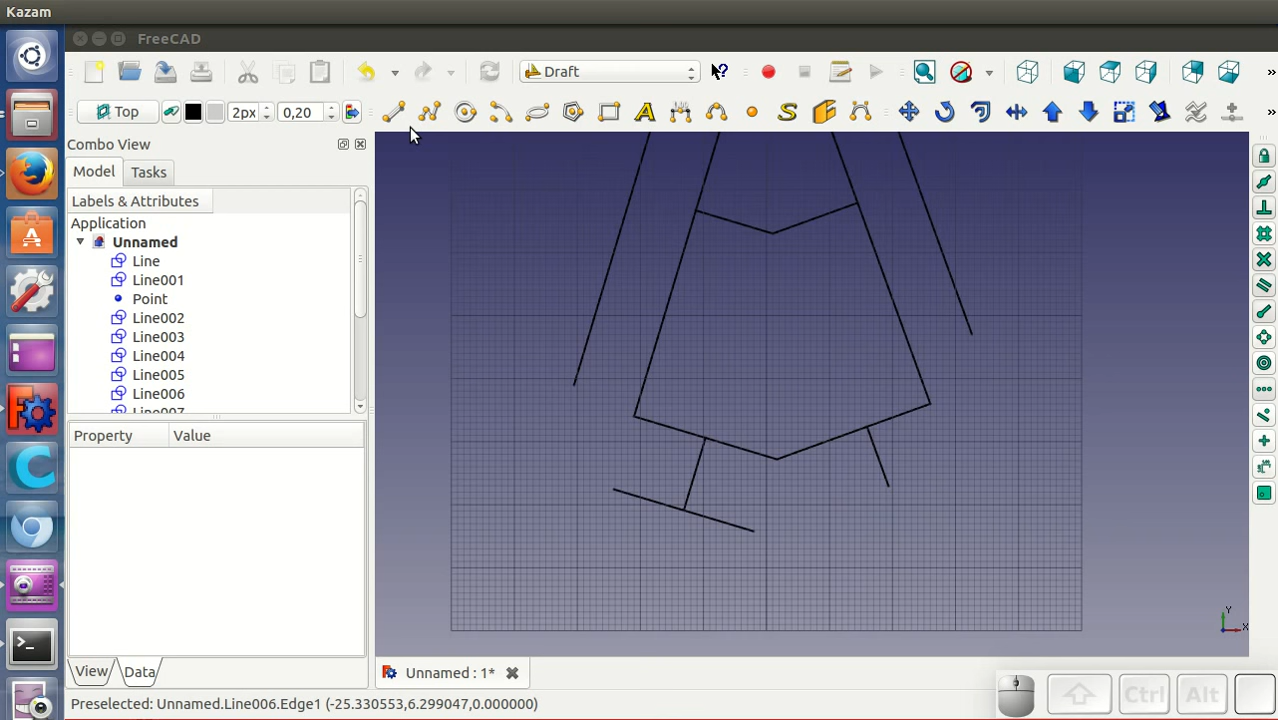 Kazam
FreeCAD
Draft
Top
2px
0,20
Combo View
Model
Tasks
Labels & Attributes
Application
Unnamed
Line
Line001
Point
Line002
Line003
Line004
Line005
Line006
Line007
Property
Value
View
Data
Unnamed : 1*
Y
X
Preselected: Unnamed.Line006.Edge1 (-25.330553,6.299047,0.000000)
Ctrl
Alt